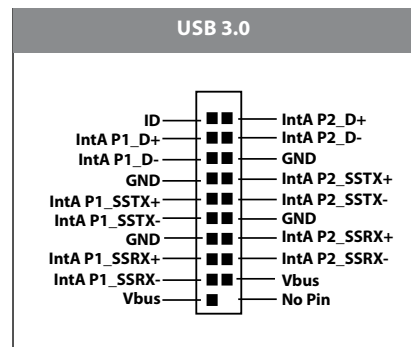 USB 3.0
ID IntA P2_D+
IntA P1_D+ IntA P2_D-
IntA P1_D- GND
GND IntA P2_SSTX+
IntA P1_SSTX+ IntA P2_SSTX-
IntA P1_SSTX- GND
GND IntA P2_SSRX+
IntA P1_SSRX+ IntA P2_SSRX-
IntA P1_SSRX- Vbus
Vbus No Pin